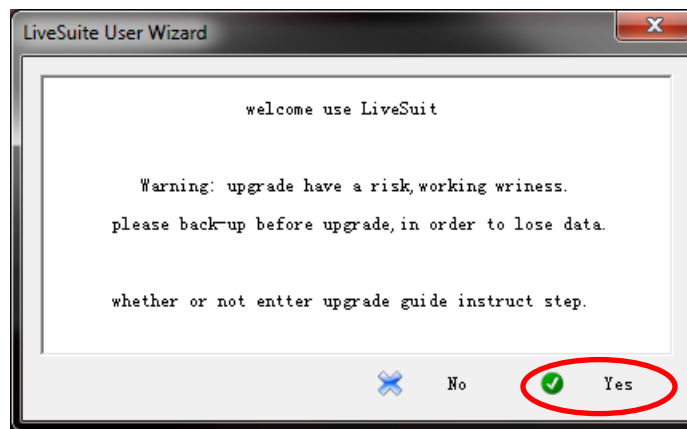 LiveSuite User Wizard
welcome use LiveSuit
Warning: upgrade have a risk,working wriness.
please back-up before upgrade,in order to lose data.
whether or not entter upgrade guide instruct step.
No
Yes